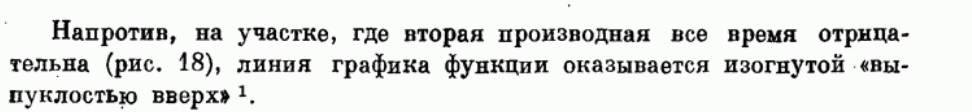 Напротив, на участке, где вторая производная все время отрица-
тельна (рис. 18), линия графика функции оказывается изогнутой «вы-
пуклостью вверх» ¹.